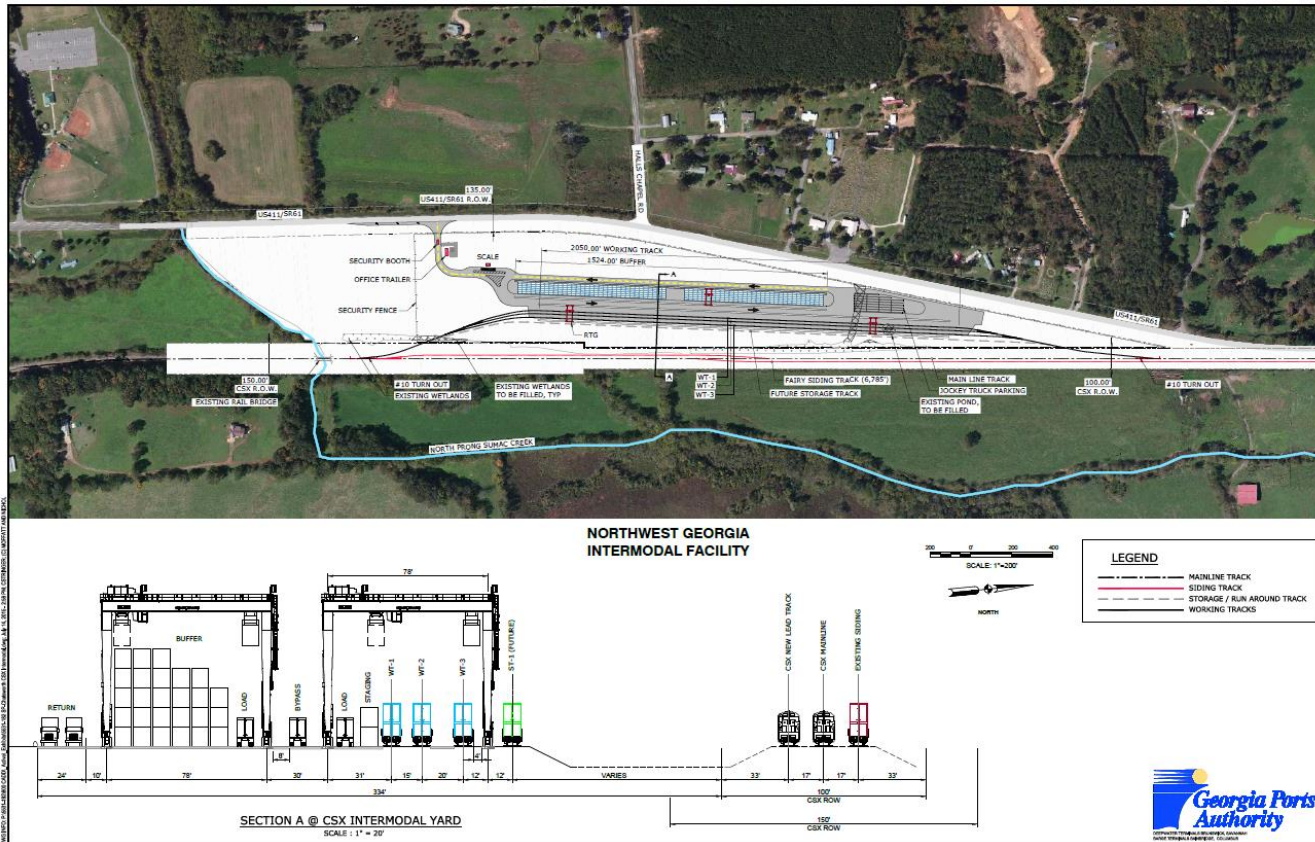 US411/SR61
135.00'
US411/SR61 R.O.W.
HALLS CHAPEL RD
SECURITY BOOTH
OFFICE TRAILER
SCALE
SECURITY FENCE
2050.00' WORKING TRACK
1524.00' BUFFER
A
RTG
US411/SR61
150.00'
CSX R.O.W.
EXISTING RAIL BRIDGE
#10 TURN OUT
EXISTING WETLANDS
EXISTING WETLANDS
TO BE FILLED, TYP
A
WT-1
WT-2
WT-3
FAIRY SIDING TRACK (6,785')
FUTURE STORAGE TRACK
MAIN LINE TRACK
JOCKEY TRUCK PARKING
EXISTING POND,
TO BE FILLED
100.00'
CSX R.O.W.
#10 TURN OUT
NORTH PRONG SUMAC CREEK
NORTHWEST GEORGIA
INTERMODAL FACILITY
200 0' 200 400
SCALE: 1"=200'
NORTH
LEGEND
MAINLINE TRACK
SIDING TRACK
STORAGE / RUN AROUND TRACK
WORKING TRACKS
78'
RETURN
BUFFER
LOAD
BYPASS
LOAD
STAGING
WT-1
WT-2
WT-3
ST-1 (FUTURE)
CSX NEW LEAD TRACK
CSX MAINLINE
EXISTING SIDING
8'
4'
24' 10' 78' 30' 31' 15' 20' 12' 12' VARIES 33' 17' 17' 33'
334' 100'
CSX ROW
150'
CSX ROW
SECTION A @ CSX INTERMODAL YARD
SCALE : 1" = 20'
Georgia Ports
Authority